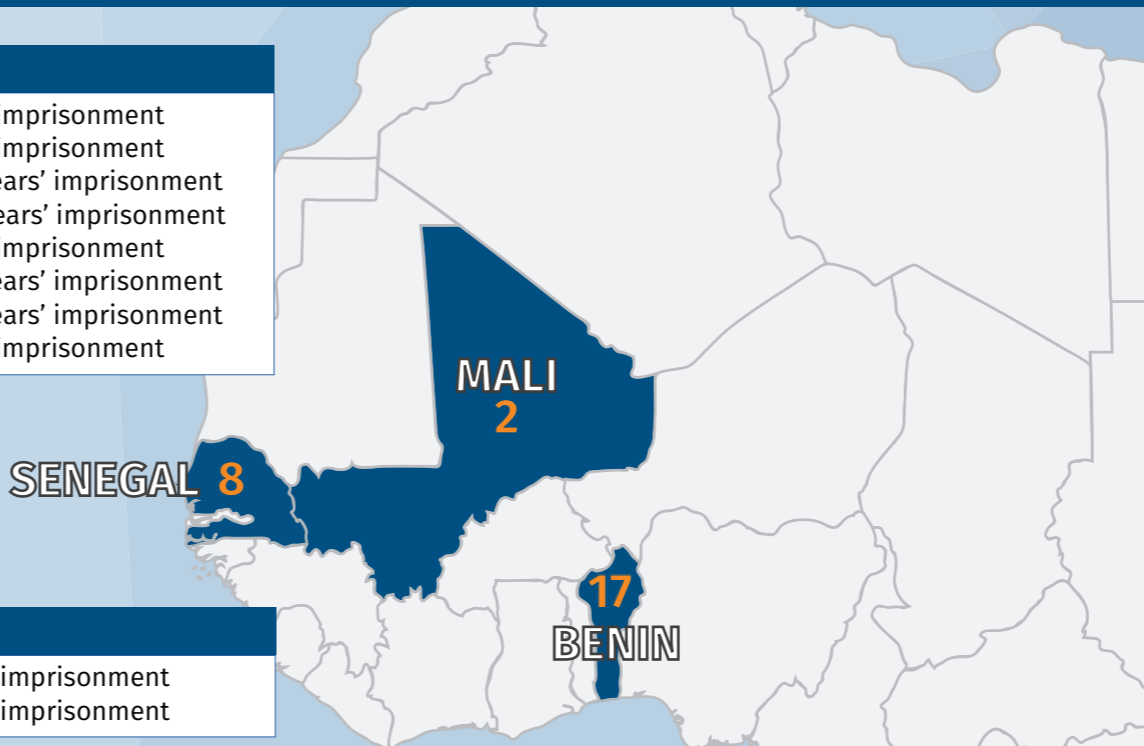 imprisonment
imprisonment
ears’ imprisonment
ears’ imprisonment
imprisonment
ears’ imprisonment
ears’ imprisonment
imprisonment
MALI
2
SENEGAL 8
17
BENIN
imprisonment
imprisonment